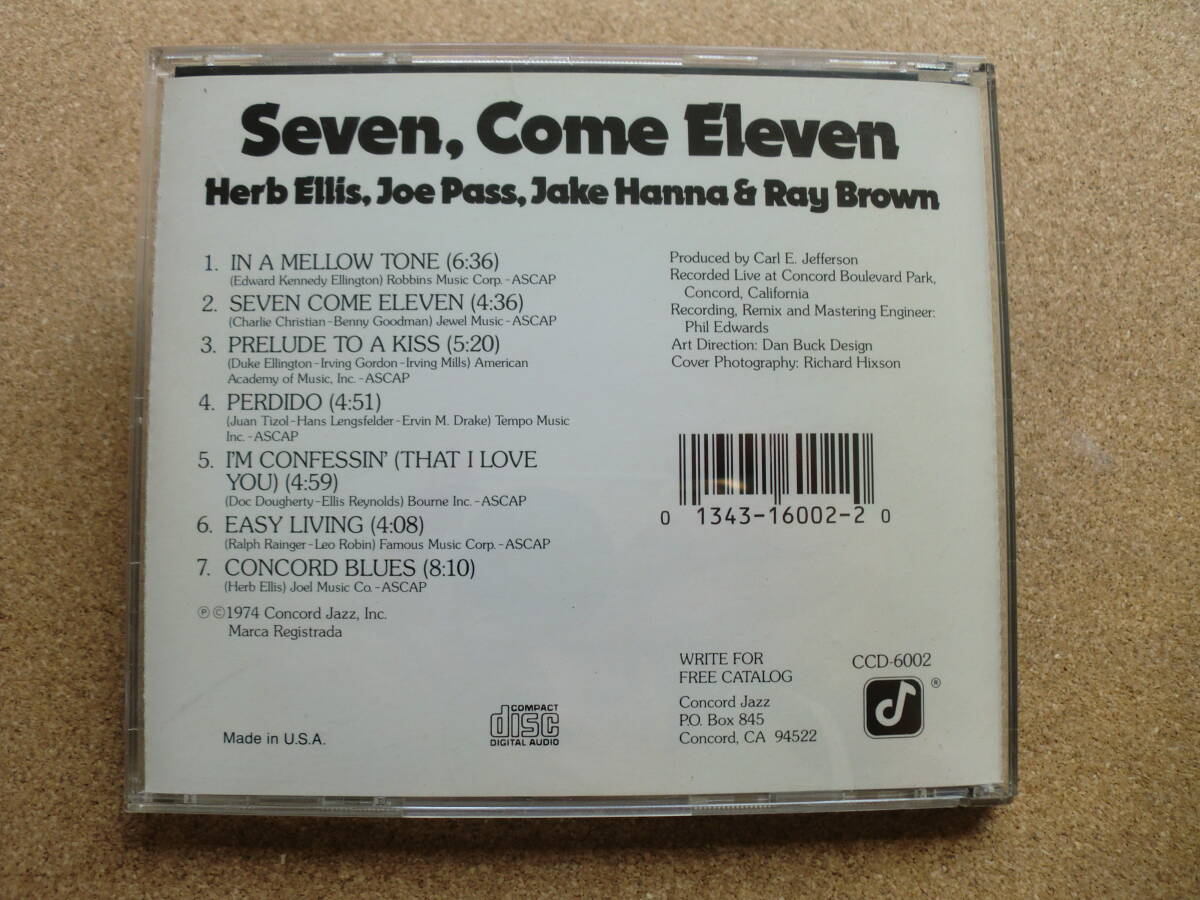 Seven, Come Eleven
Herb Ellis, Joe Pass, Jake Hanna & Ray Brown
1. IN A MELLOW TONE (6:36)
(Edward Kennedy Ellington) Robbins Music Corp.-ASCAP
2. SEVEN COME ELEVEN (4:36)
(Charlie Christian-Benny Goodman) Jewel Music-ASCAP
3. PRELUDE TO A KISS (5:20)
(Duke Ellington-Irving Gordon-Irving Mills) American
Academy of Music, Inc.-ASCAP
4. PERDIDO (4:51)
(Juan Tizol-Hans Lengsfelder-Ervin M. Drake) Tempo Music
Inc.-ASCAP
5. I'M CONFESSIN' (THAT I LOVE
YOU) (4:59)
(Doc Dougherty-Ellis Reynolds) Bourne Inc.-ASCAP
6. EASY LIVING (4:08)
(Ralph Rainger-Leo Robin) Famous Music Corp.-ASCAP
7. CONCORD BLUES (8:10)
(Herb Ellis) Joel Music Co.-ASCAP
℗©1974 Concord Jazz, Inc.
Marca Registrada
Made in U.S.A.
COMPACT
disc
DIGITAL AUDIO
Produced by Carl E. Jefferson
Recorded Live at Concord Boulevard Park,
Concord, California
Recording, Remix and Mastering Engineer:
Phil Edwards
Art Direction: Dan Buck Design
Cover Photography: Richard Hixson
0 1343-16002-2 0
WRITE FOR
FREE CATALOG
Concord Jazz
P.O. Box 845
Concord, CA 94522
CCD-6002
®